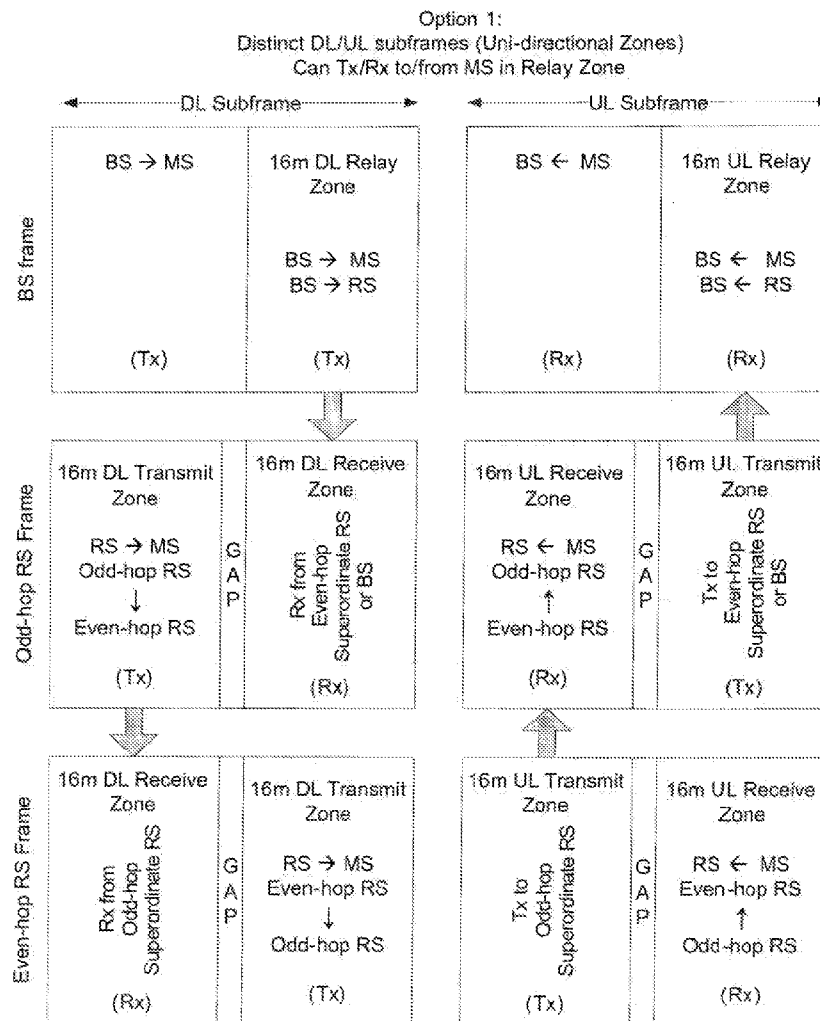 Option 1:
Distinct DL/UL subframes (Uni-directional Zones)
Can Tx/Rx to/from MS in Relay Zone
DL Subframe
UL Subframe
BS frame
BS → MS
(Tx)
16m DL Relay
Zone
BS → MS
BS → RS
(Tx)
BS ← MS
(Rx)
16m UL Relay
Zone
BS ← MS
BS ← RS
(Rx)
Odd-hop RS Frame
16m DL Transmit
Zone
RS → MS
Odd-hop RS
↓
Even-hop RS
(Tx)
GAP
16m DL Receive
Zone
Rx from
Even-hop
Superordinate RS
or BS
(Rx)
16m UL Receive
Zone
RS ← MS
Odd-hop RS
↑
Even-hop RS
(Rx)
GAP
16m UL Transmit
Zone
Tx to
Even-hop
Superordinate RS
or BS
(Tx)
Even-hop RS Frame
16m DL Receive
Zone
Rx from
Odd-hop
Superordinate RS
(Rx)
GAP
16m DL Transmit
Zone
RS → MS
Even-hop RS
↓
Odd-hop RS
(Tx)
16m UL Transmit
Zone
Tx to
Odd-hop
Superordinate RS
(Tx)
GAP
16m UL Receive
Zone
RS ← MS
Even-hop RS
↑
Odd-hop RS
(Rx)